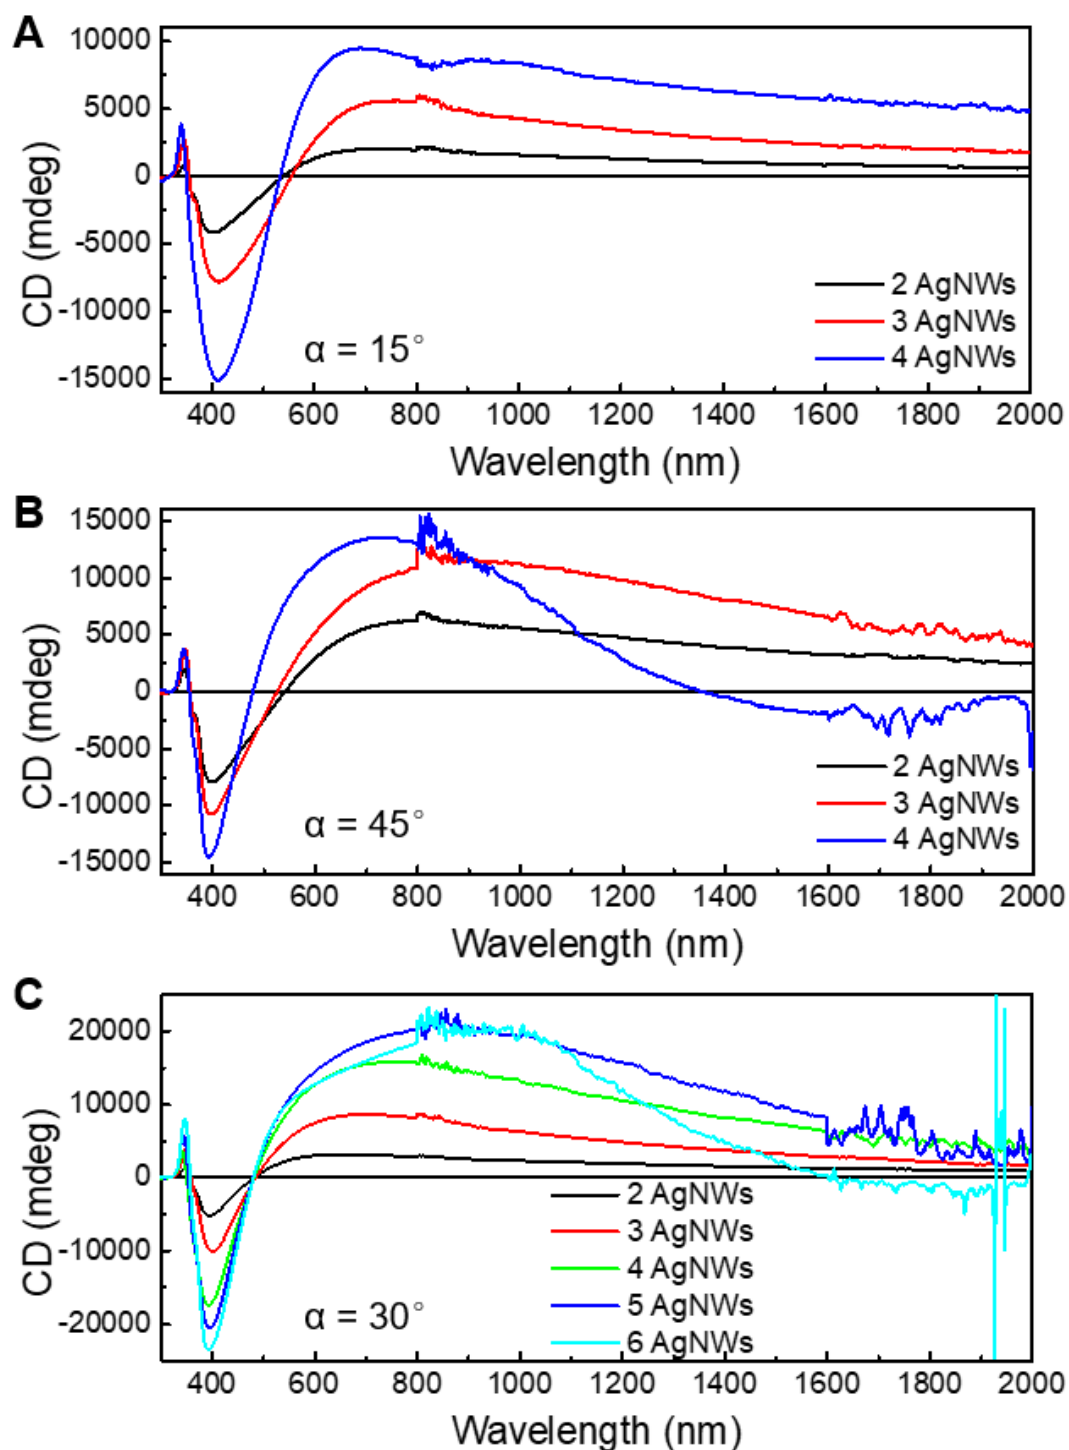 A
CD (mdeg)
10000
5000
0
-5000
-10000
-15000
α = 15°
2 AgNWs
3 AgNWs
4 AgNWs
400 600 800 1000 1200 1400 1600 1800 2000
Wavelength (nm)
B
CD (mdeg)
15000
10000
5000
0
-5000
-10000
-15000
α = 45°
2 AgNWs
3 AgNWs
4 AgNWs
400 600 800 1000 1200 1400 1600 1800 2000
Wavelength (nm)
C
CD (mdeg)
20000
10000
0
-10000
-20000
α = 30°
2 AgNWs
3 AgNWs
4 AgNWs
5 AgNWs
6 AgNWs
400 600 800 1000 1200 1400 1600 1800 2000
Wavelength (nm)